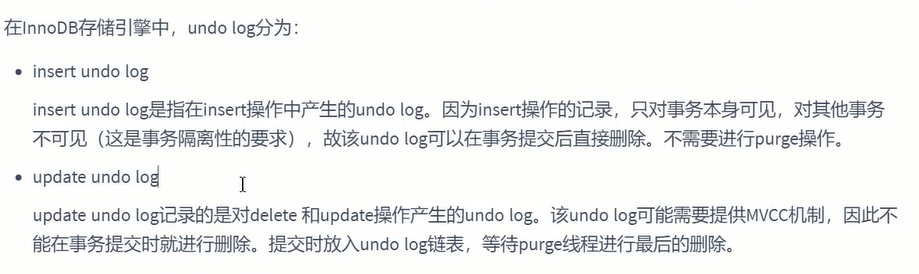 在InnoDB存储引擎中，undo log分为：
insert undo log
insert undo log是指在insert操作中产生的undo log。因为insert操作的记录，只对事务本身可见，对其他事务
不可见（这是事务隔离性的要求），故该undo log可以在事务提交后直接删除。不需要进行purge操作。
update undo log
update undo log记录的是对delete 和update操作产生的undo log。该undo log可能需要提供MVCC机制，因此不
能在事务提交时就进行删除。提交时放入undo log链表，等待purge线程进行最后的删除。